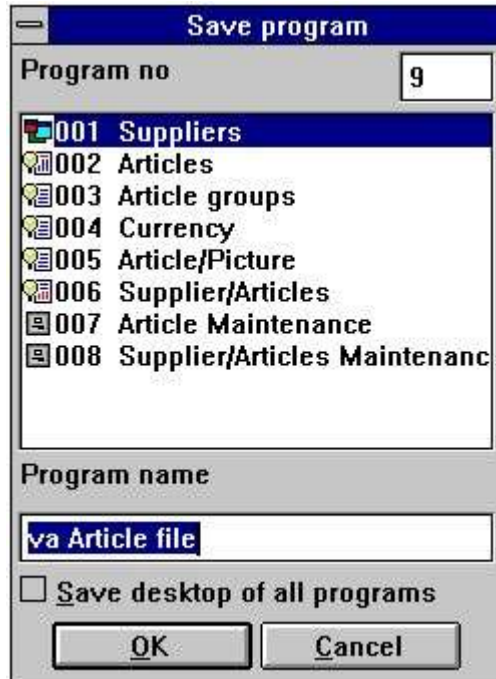 Save program
Program no 9
001 Suppliers
002 Articles
003 Article groups
004 Currency
005 Article/Picture
006 Supplier/Articles
007 Article Maintenance
008 Supplier/Articles Maintenanc
Program name
va Article file
Save desktop of all programs
OK Cancel